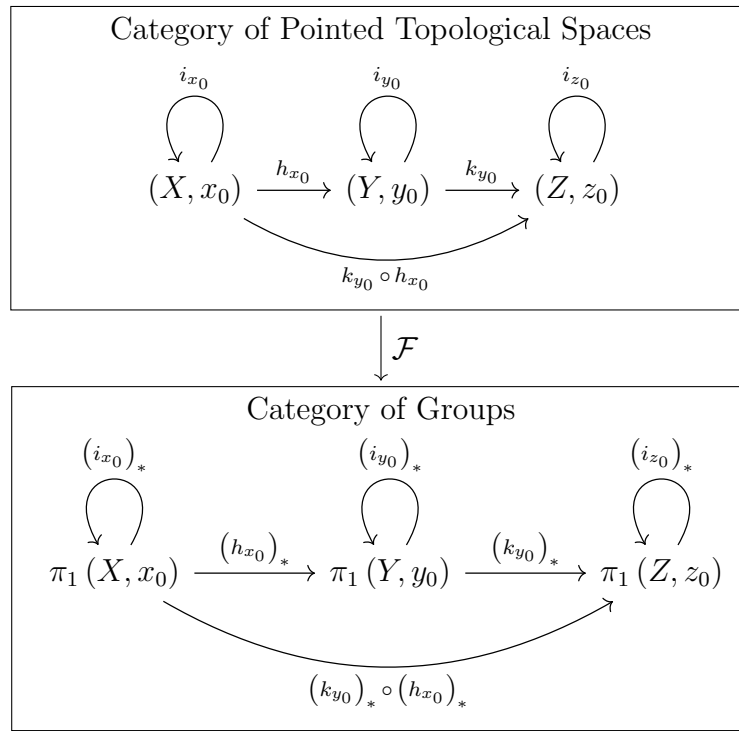 Category of Pointed Topological Spaces
i_{x_0} i_{y_0} i_{z_0}
(X, x_0) h_{x_0} (Y, y_0) k_{y_0} (Z, z_0)
k_{y_0} ∘ h_{x_0}
ℱ
Category of Groups
(i_{x_0})_* (i_{y_0})_* (i_{z_0})_*
π_1 (X, x_0) (h_{x_0})_* π_1 (Y, y_0) (k_{y_0})_* π_1 (Z, z_0)
(k_{y_0})_* ∘ (h_{x_0})_*